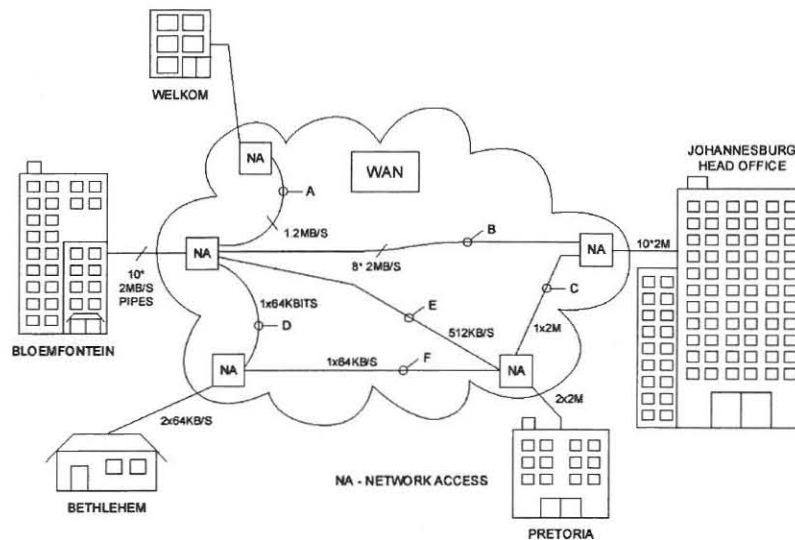 WELKOM
NA
WAN
JOHANNESBURG
HEAD OFFICE
A
1.2MB/S
B
NA
NA
10*2M
8* 2MB/S
10*
2MB/S
PIPES
C
1x64KBITS
E
1x2M
D
512KB/S
BLOEMFONTEIN
NA
1x64KB/S
F
NA
2x64KB/S
2x2M
NA - NETWORK ACCESS
BETHLEHEM
PRETORIA